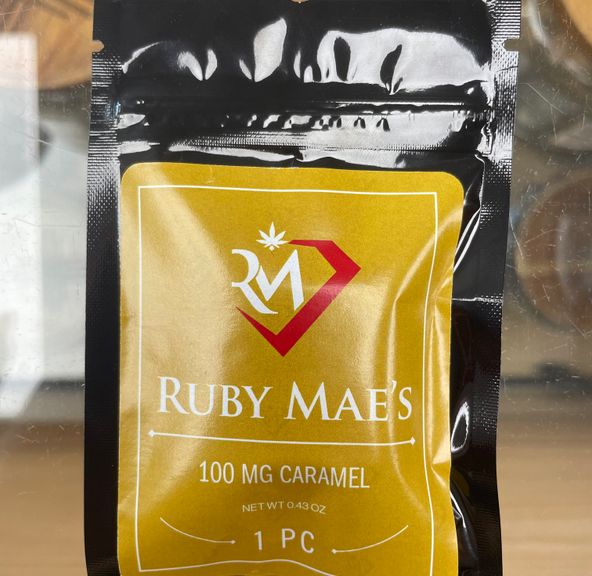 RM
RUBY MAE'S
100 MG CARAMEL
NET WT 0.43 OZ
1 PC